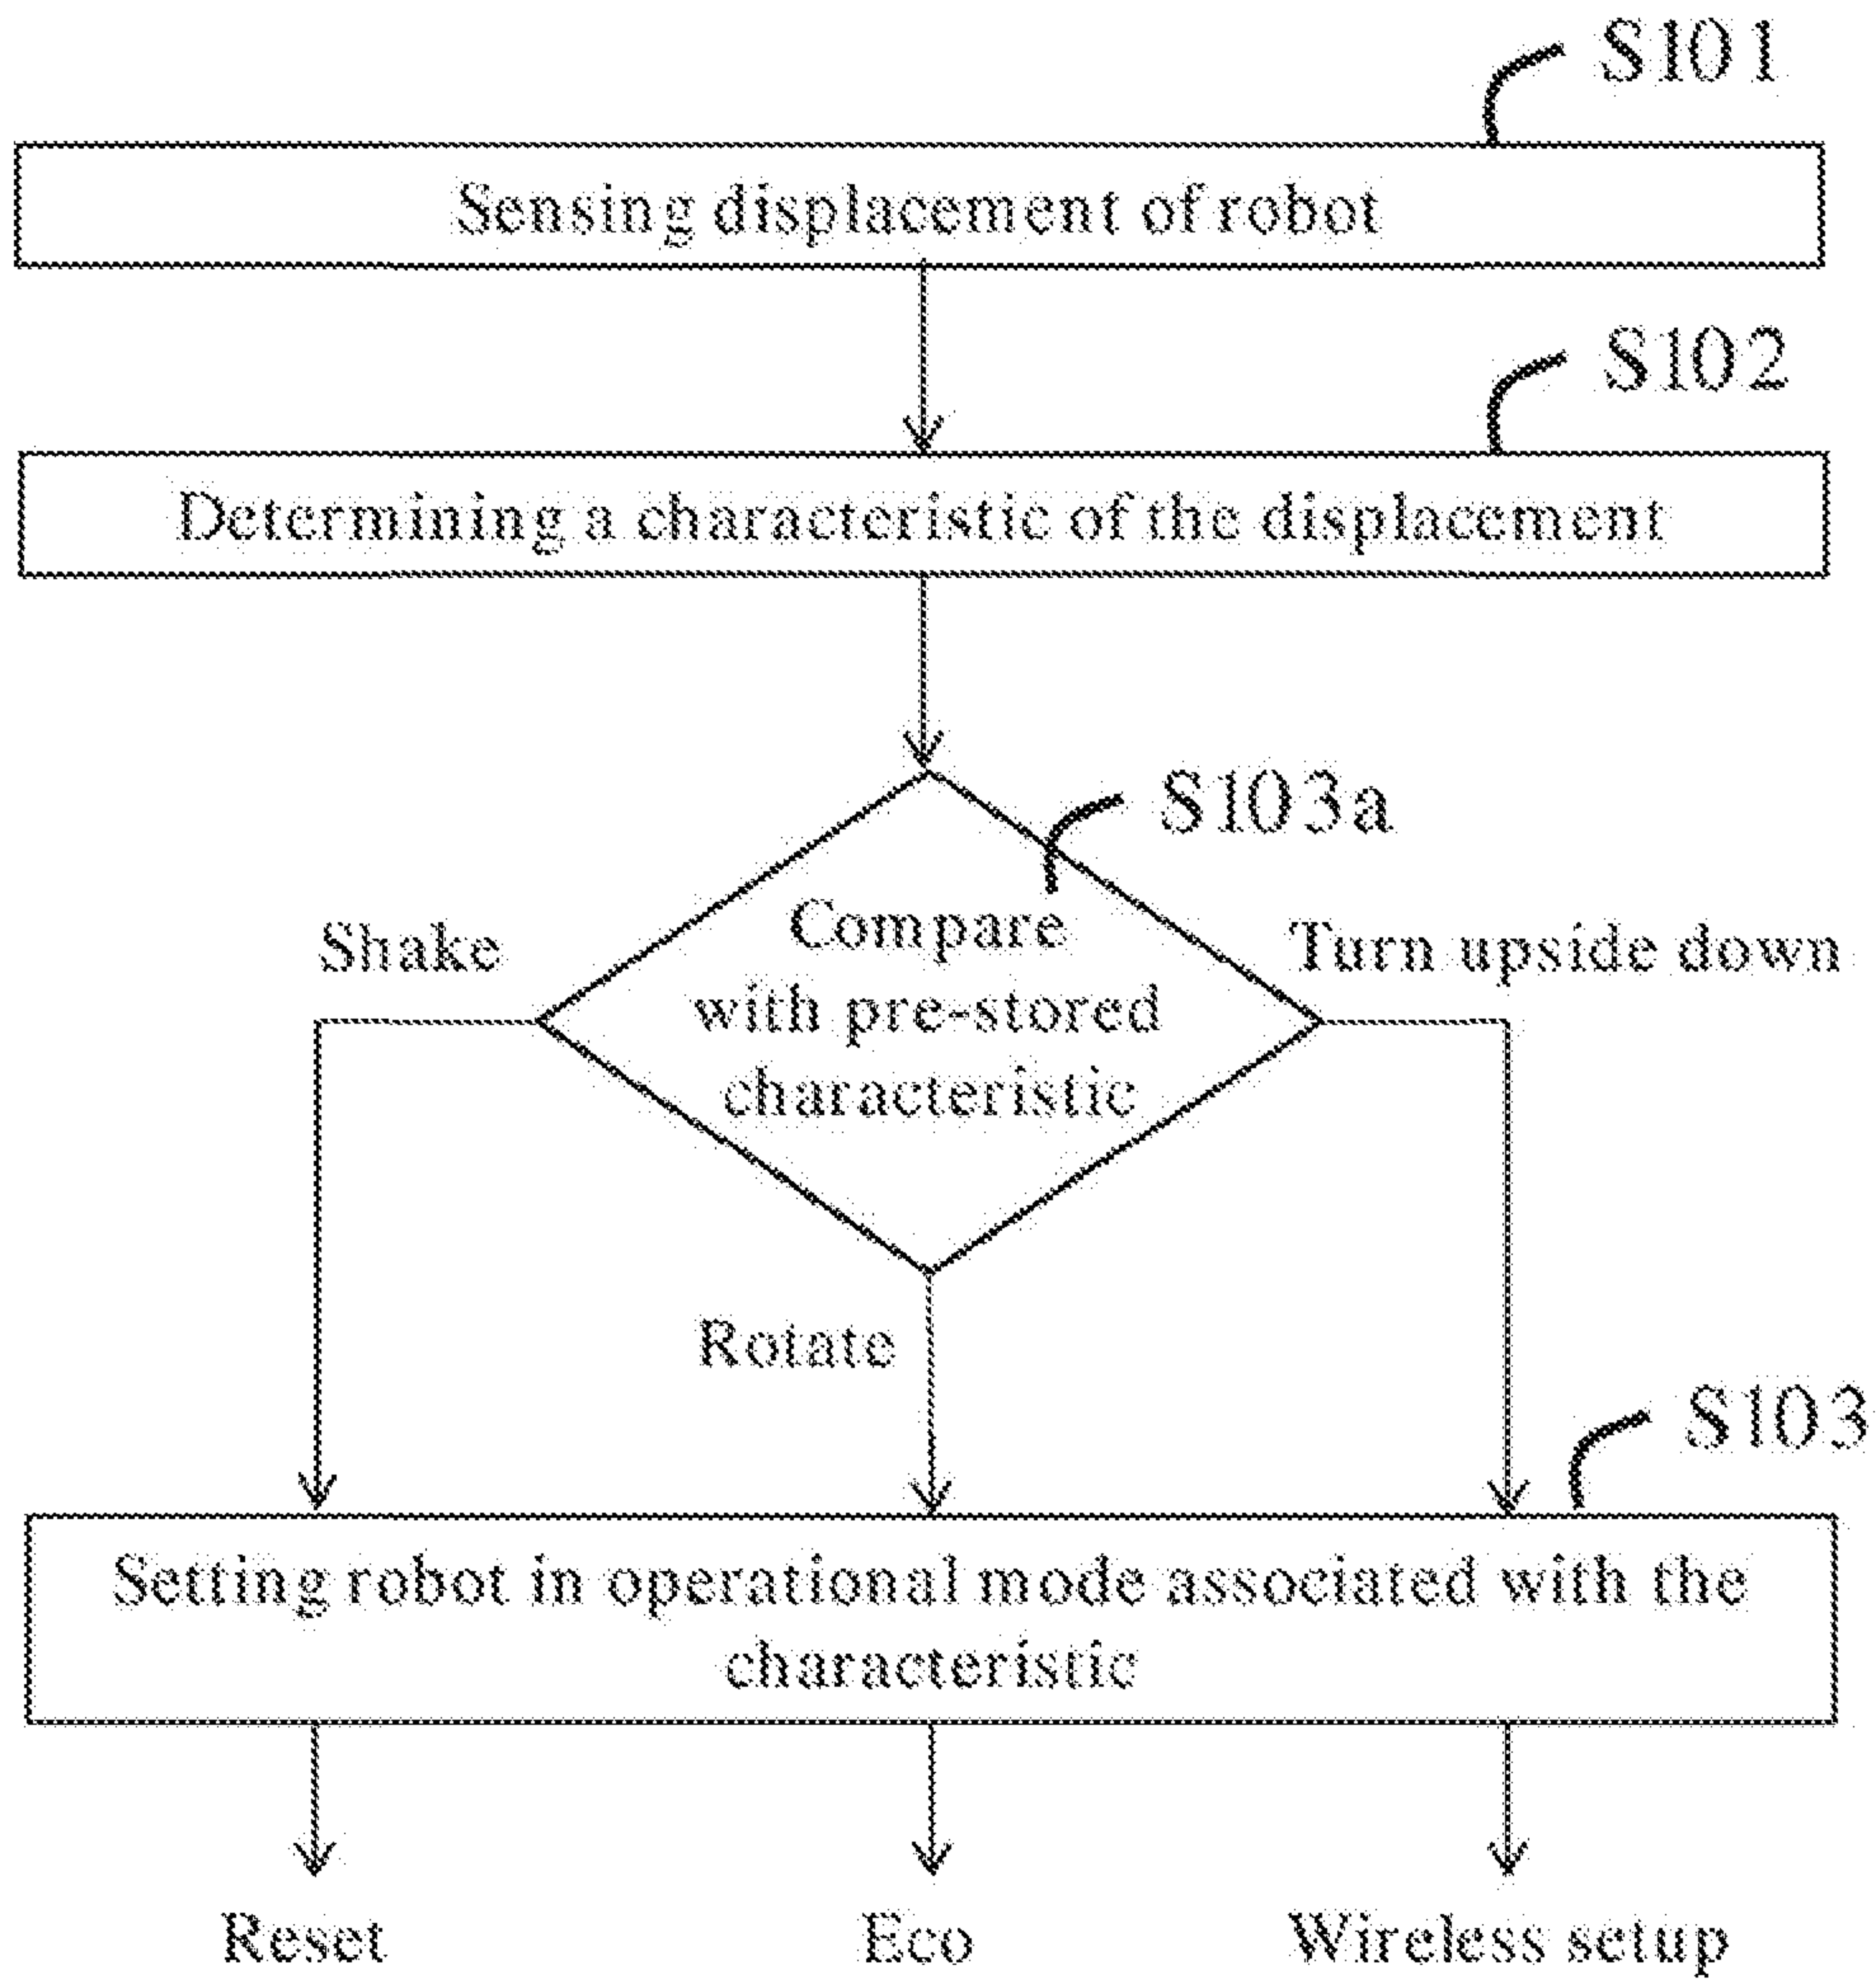 S101
Sensing displacement of robot
S102
Determining a characteristic of the displacement
S103a
Shake
Compare
with pre-stored
characteristic
Turn upside down
Rotate
S103
Setting robot in operational mode associated with the
characteristic
Reset
Eco
Wireless setup